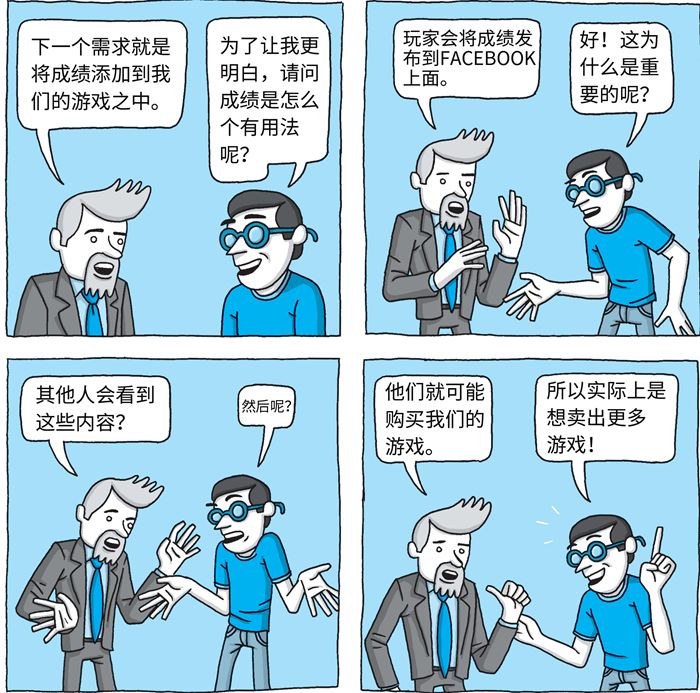 下一个需求就是
将成绩添加到我
们的游戏之中。
为了让我更
明白，请问
成绩是怎么
个有用法
呢？
玩家会将成绩发
布到FACEBOOK
上面。
好！这为
什么是重
要的呢？
其他人会看到
这些内容？
然后呢？
他们就可能
购买我们的
游戏。
所以实际上是
想卖出更多
游戏！